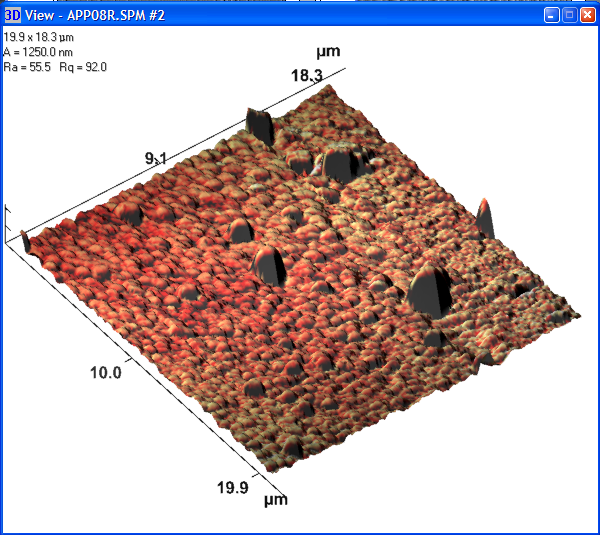 3D View - APP08R.SPM #2
19.9 x 18.3 µm
A = 1250.0 nm
Ra = 55.5 Rq = 92.0
µm
18.3
9.1
10.0
19.9
µm